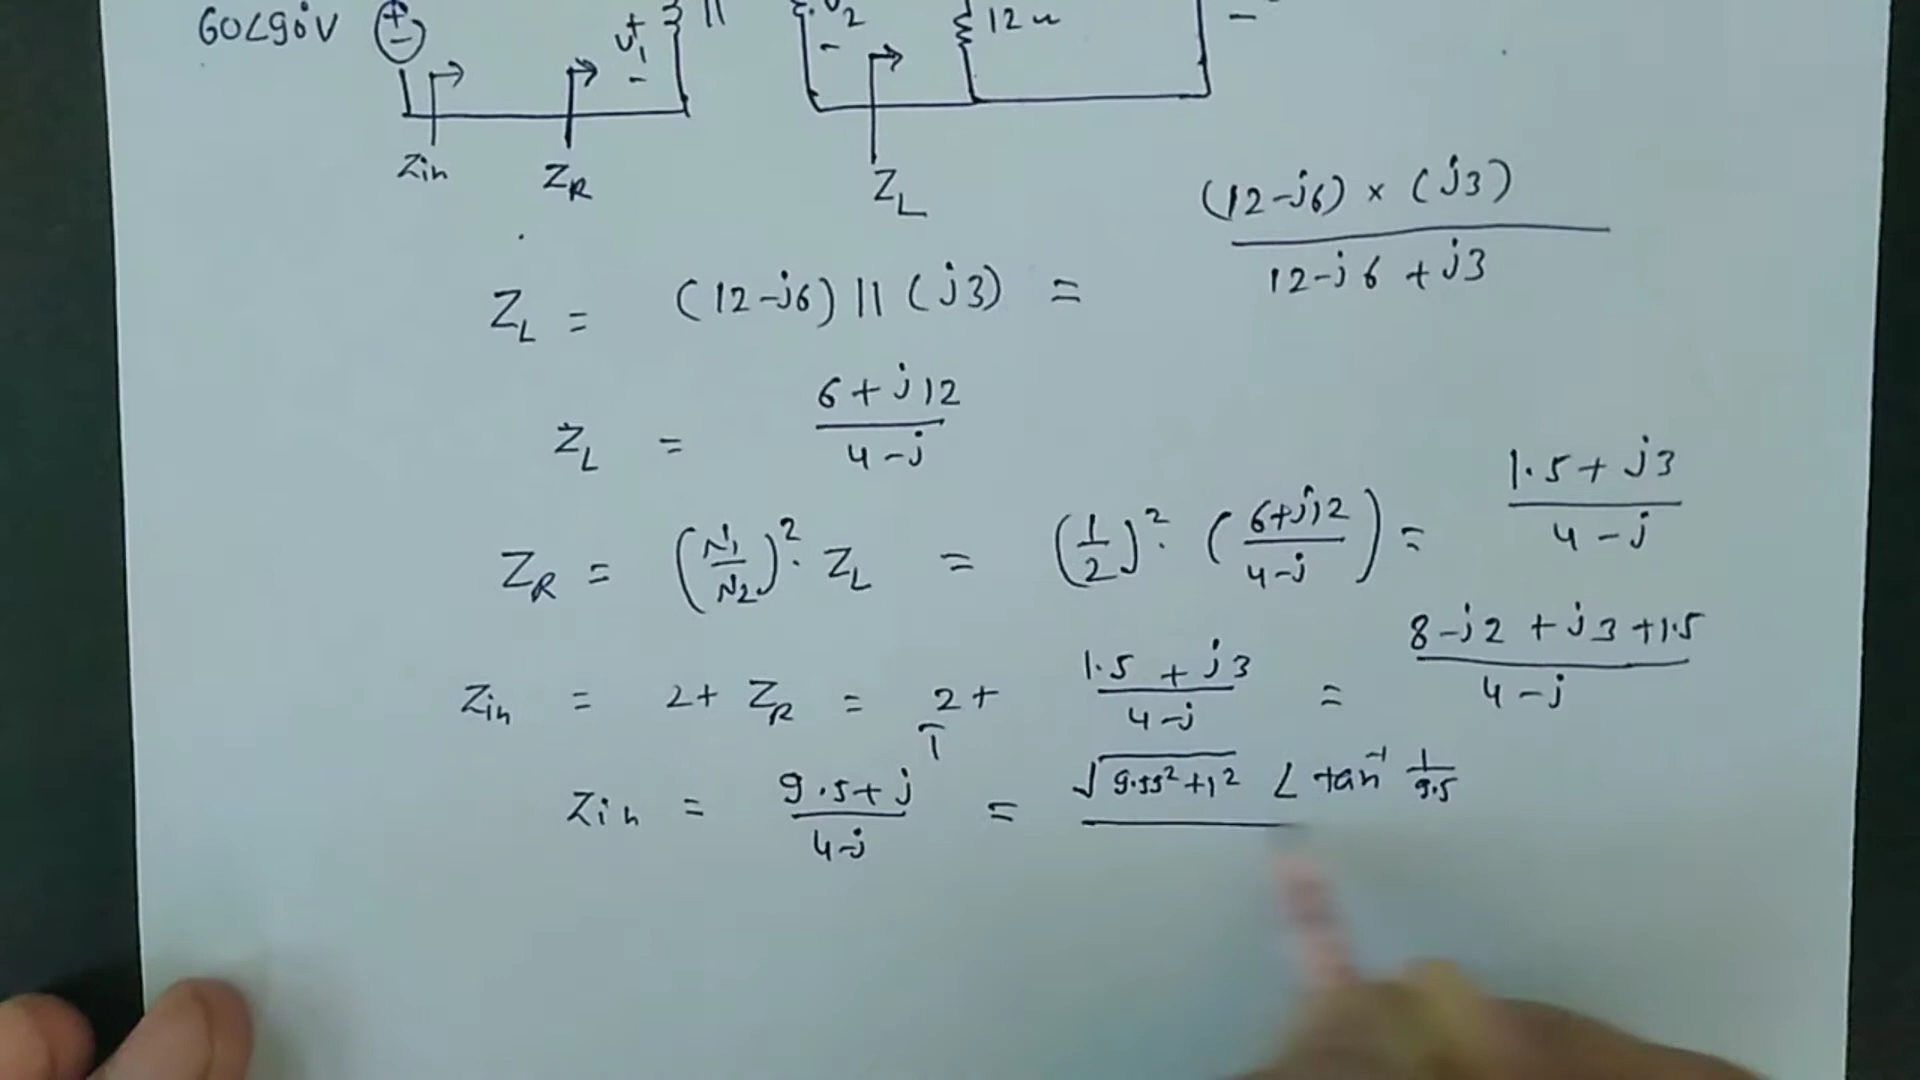 60∠90°V + - V1 + - || V2 - 12 Ω -
Zin ZR ZL
(12-j6) × (j3) / 12-j6 + j3
ZL = (12-j6) || (j3) =
ZL = 6+j12 / 4-j
ZR = (N1/N2)². ZL = (1/2)². (6+j12 / 4-j) = 1.5+j3 / 4-j
Zin = 2+ ZR = 2/1 + 1.5+j3 / 4-j = 8-j2+j3+1.5 / 4-j
Zin = 9.5+j / 4-j = √9.55²+1² ∠ tan⁻¹ 1/9.5